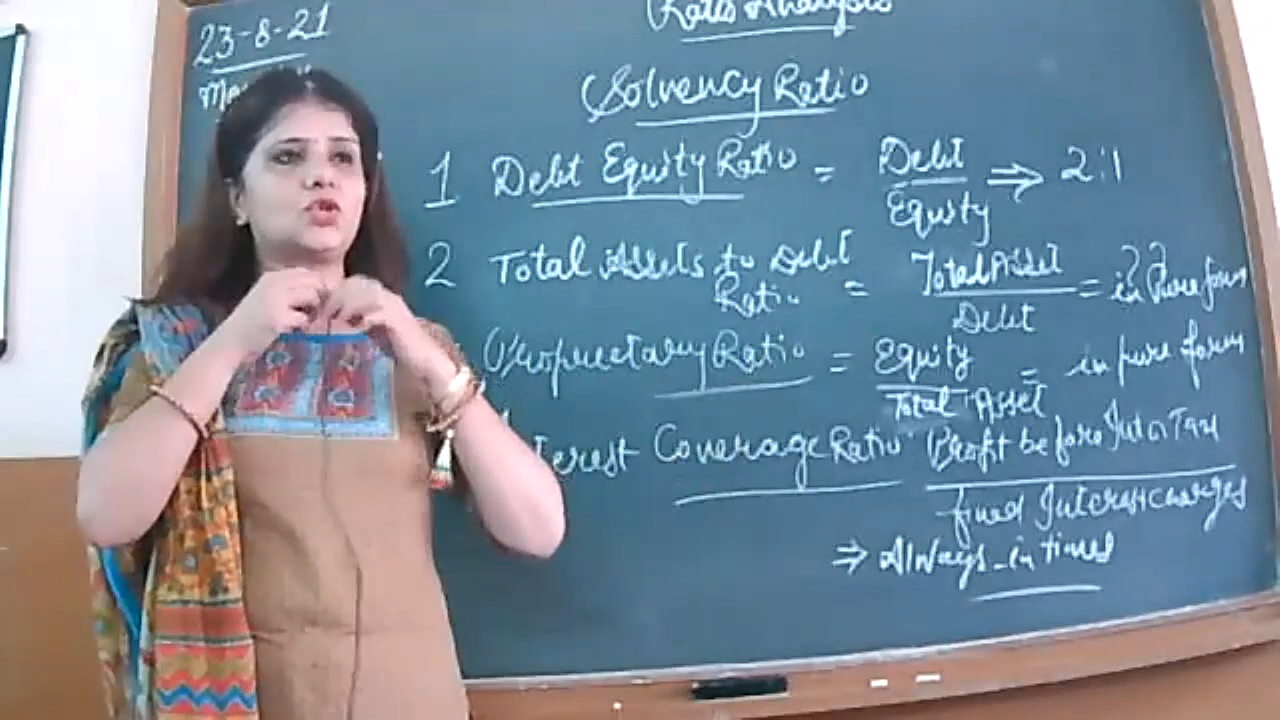 23-8-21
Ratio Analysis
Solvency Ratio
1 Debt Equity Ratio = Debt / Equity ⇒ 2:1
2 Total Assets to Debt Ratio = Total Asset / Debt = in Pure form
Proprietary Ratio = Equity / Total Asset = in pure form
terest Coverage Ratio Profit before Int & Tax
fixed Interest charges
⇒ Always in times